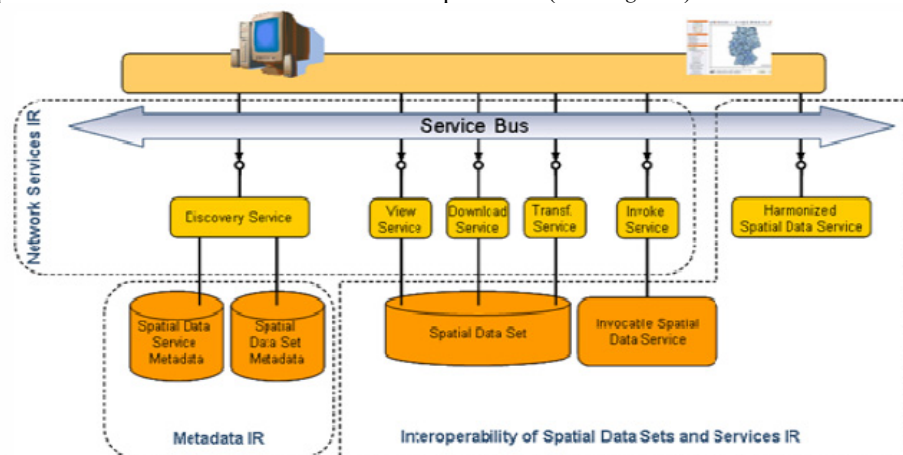 Service Bus
Network Services IR
Discovery Service
View
Service
Download
Service
Transf.
Service
Invoke
Service
Harmonized
Spatial Data Service
Spatial Data
Service
Metadata
Spatial
Data Set
Metadata
Spatial Data Set
Invocable Spatial
Data Service
Metadata IR
Interoperability of Spatial Data Sets and Services IR